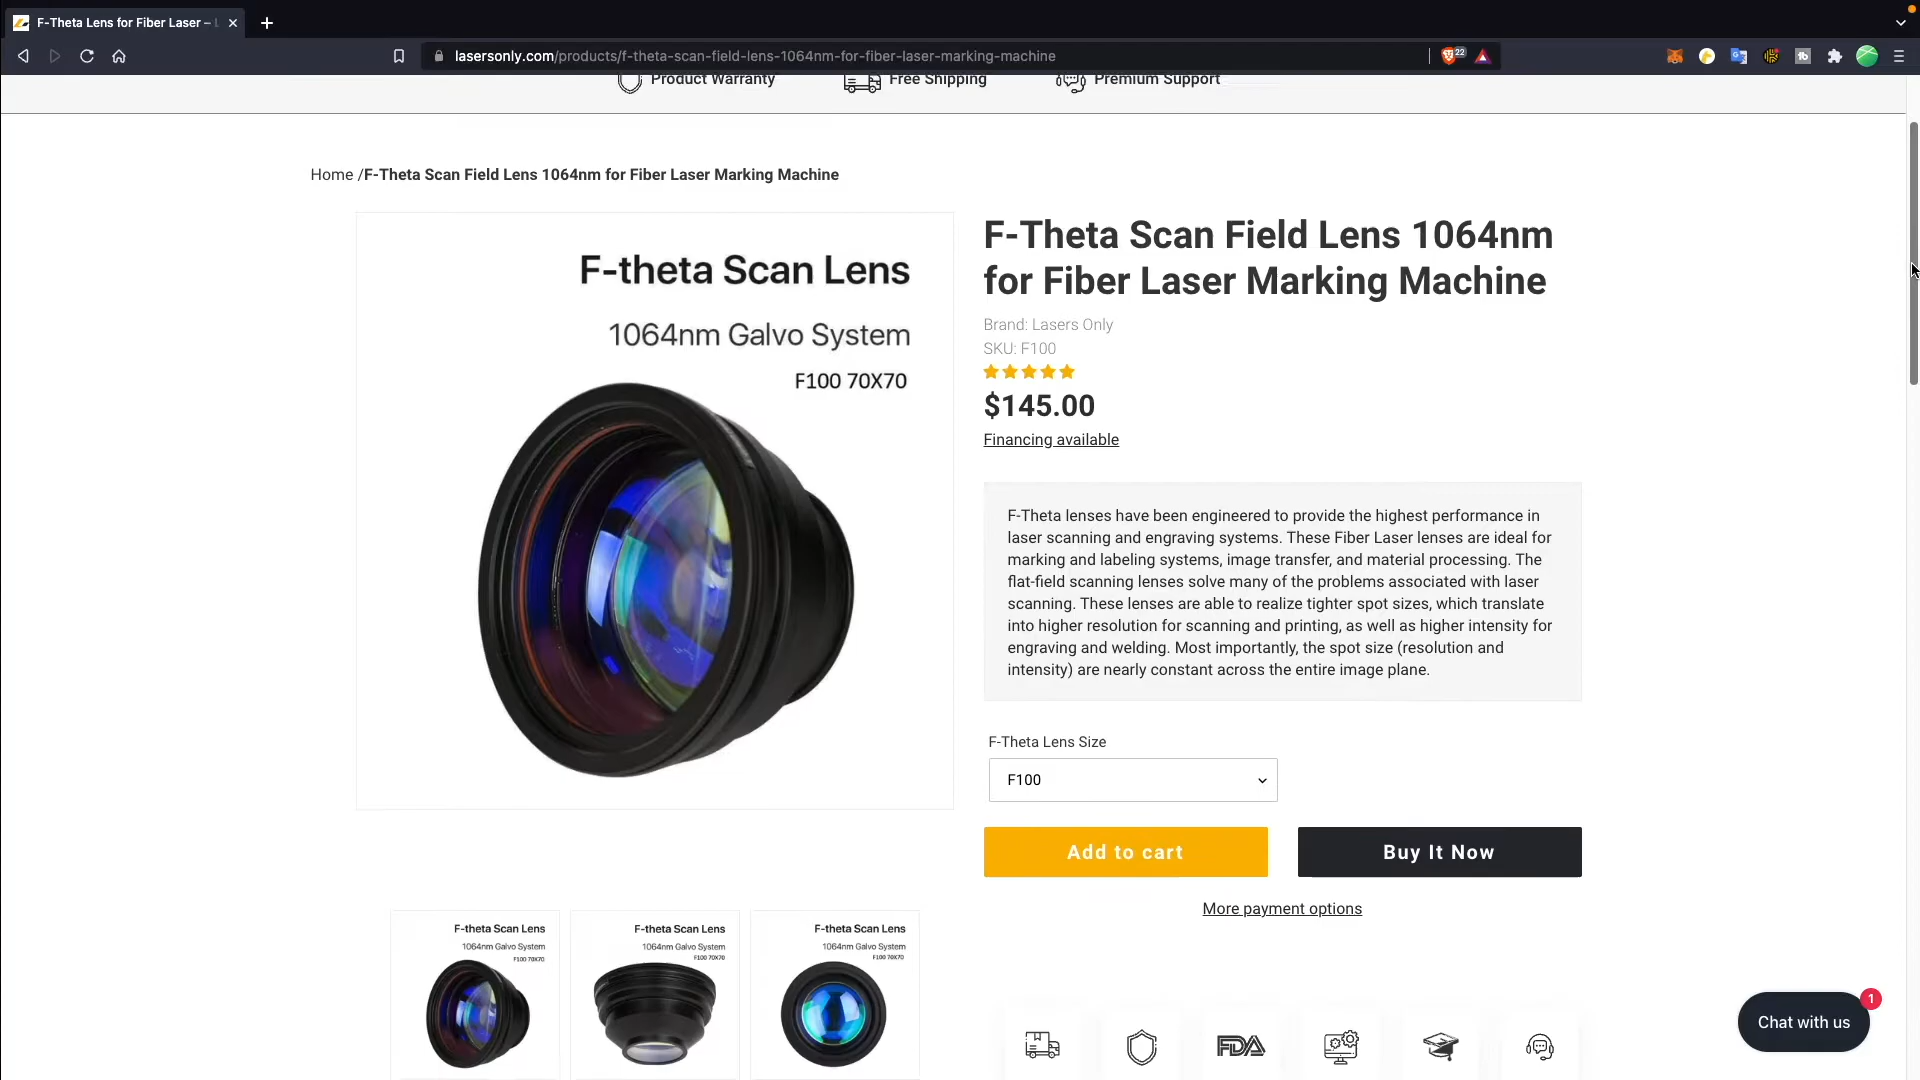 F-Theta Lens for Fiber Laser –
lasersonly.com/products/f-theta-scan-field-lens-1064nm-for-fiber-laser-marking-machine
22
Product Warranty
Free Shipping
Premium Support
Home /F-Theta Scan Field Lens 1064nm for Fiber Laser Marking Machine
F-theta Scan Lens
1064nm Galvo System
F100 70X70
F-Theta Scan Field Lens 1064nm
for Fiber Laser Marking Machine
Brand: Lasers Only
SKU: F100
$145.00
Financing available
F-Theta lenses have been engineered to provide the highest performance in
laser scanning and engraving systems. These Fiber Laser lenses are ideal for
marking and labeling systems, image transfer, and material processing. The
flat-field scanning lenses solve many of the problems associated with laser
scanning. These lenses are able to realize tighter spot sizes, which translate
into higher resolution for scanning and printing, as well as higher intensity for
engraving and welding. Most importantly, the spot size (resolution and
intensity) are nearly constant across the entire image plane.
F-Theta Lens Size
F100
Add to cart
Buy It Now
More payment options
F-theta Scan Lens
1064nm Galvo System
F100 70X70
F-theta Scan Lens
1064nm Galvo System
F100 70X70
F-theta Scan Lens
1064nm Galvo System
F100 70X70
FDA
Chat with us
1